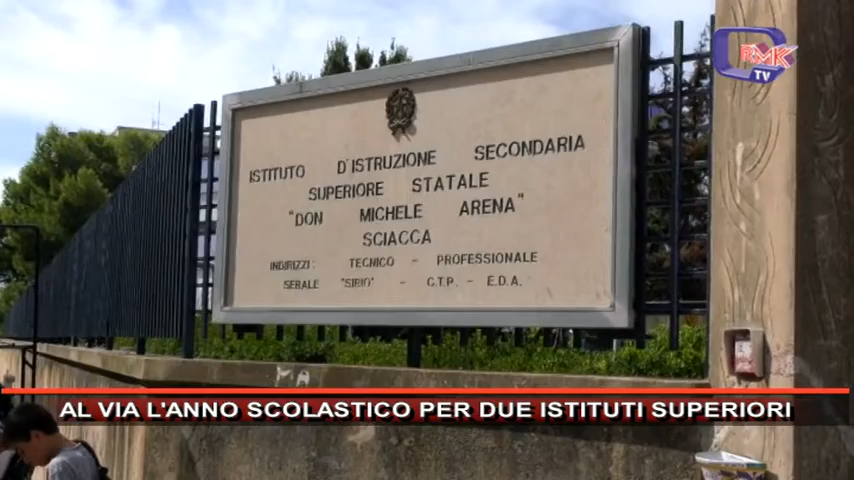 RMK
TV
ISTITUTO D'ISTRUZIONE SECONDARIA
SUPERIORE STATALE
"DON MICHELE ARENA"
SCIACCA
INDIRIZZI: TECNICO - PROFESSIONALE
SERALE "SIRIO" - C.T.P. - E.D.A.
AL VIA L'ANNO SCOLASTICO PER DUE ISTITUTI SUPERIORI